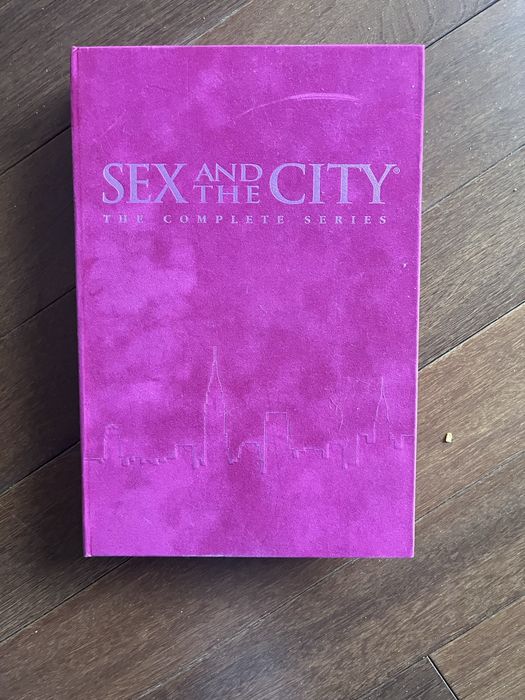 SEX AND THE CITY®
THE COMPLETE SERIES